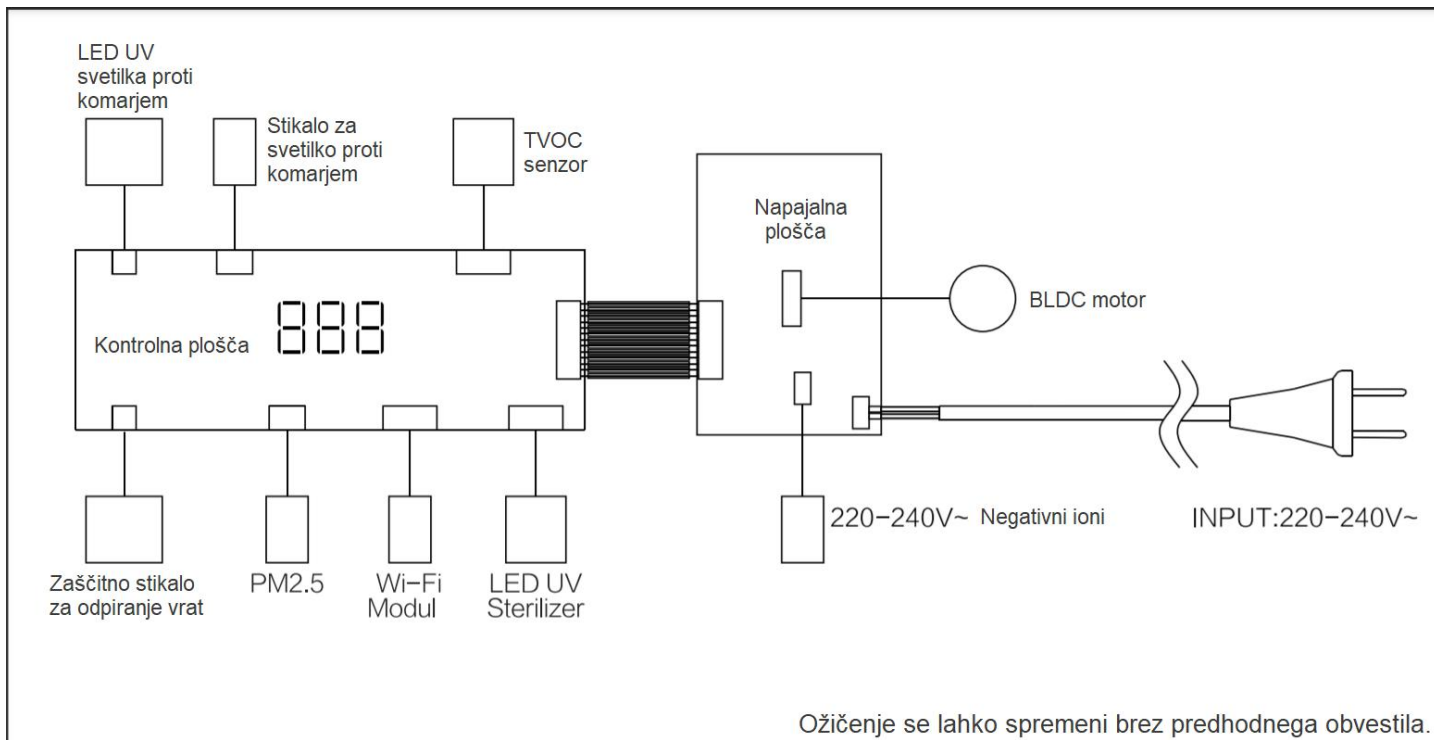 LED UV
svetilka proti
komarjem
Stikalo za
svetilko proti
komarjem
TVOC
senzor
Napajalna
plošča
BLDC motor
Kontrolna plošča
888
Zaščitno stikalo
za odpiranje vrat
PM2.5
Wi-Fi
Modul
LED UV
Sterilizer
220-240V~ Negativni ioni
INPUT:220-240V~
Ožičenje se lahko spremeni brez predhodnega obvestila.